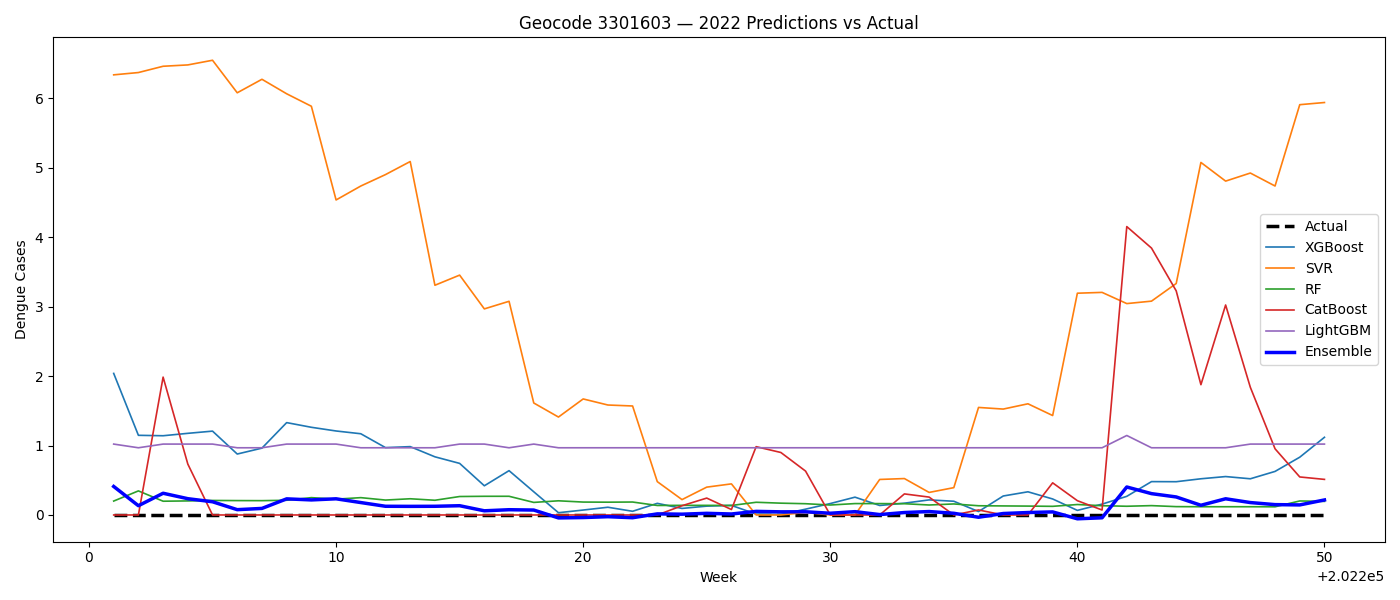 Geocode 3301603 — 2022 Predictions vs Actual
Dengue Cases
6
5
4
3
2
1
0
0 10 20 30 40 50
+2.022e5
Week
Actual
XGBoost
SVR
RF
CatBoost
LightGBM
Ensemble